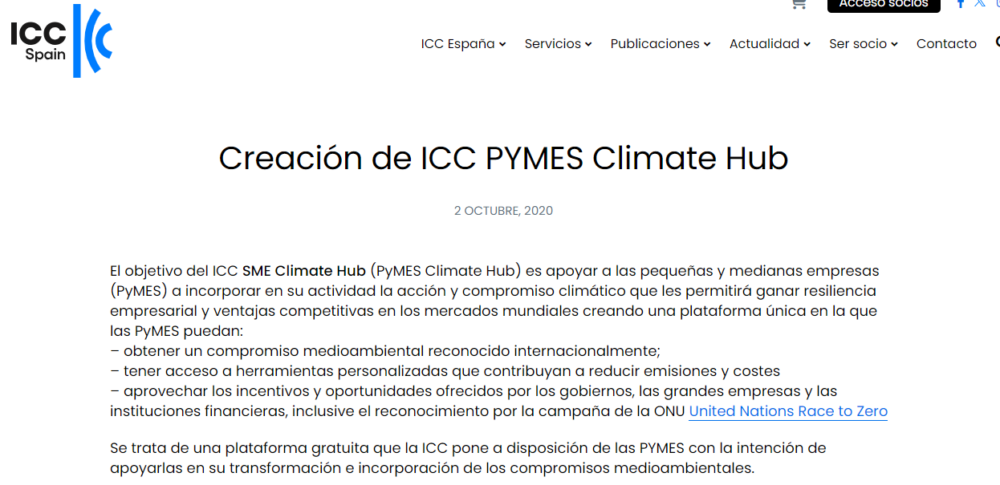 Acceso socios
ICC
Spain
ICC España
Servicios
Publicaciones
Actualidad
Ser socio
Contacto
Creación de ICC PYMES Climate Hub
2 OCTUBRE, 2020
El objetivo del ICC SME Climate Hub (PyMES Climate Hub) es apoyar a las pequeñas y medianas empresas
(PyMES) a incorporar en su actividad la acción y compromiso climático que les permitirá ganar resiliencia
empresarial y ventajas competitivas en los mercados mundiales creando una plataforma única en la que
las PyMES puedan:
– obtener un compromiso medioambiental reconocido internacionalmente;
– tener acceso a herramientas personalizadas que contribuyan a reducir emisiones y costes
– aprovechar los incentivos y oportunidades ofrecidos por los gobiernos, las grandes empresas y las
instituciones financieras, inclusive el reconocimiento por la campaña de la ONU United Nations Race to Zero
Se trata de una plataforma gratuita que la ICC pone a disposición de las PYMES con la intención de
apoyarlas en su transformación e incorporación de los compromisos medioambientales.